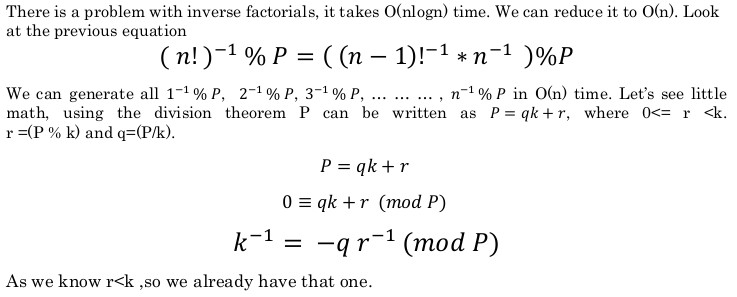 There is a problem with inverse factorials, it takes O(nlogn) time. We can reduce it to O(n). Look
at the previous equation
( n! )⁻¹ % P = ( (n − 1)!⁻¹ * n⁻¹ )%P
We can generate all 1⁻¹ % P, 2⁻¹ % P, 3⁻¹ % P, ... ... ... , n⁻¹ % P in O(n) time. Let’s see little
math, using the division theorem P can be written as P = qk + r, where 0<= r <k.
r =(P % k) and q=(P/k).
P = qk + r
0 ≡ qk + r (mod P)
k⁻¹ = −q r⁻¹ (mod P)
As we know r<k ,so we already have that one.